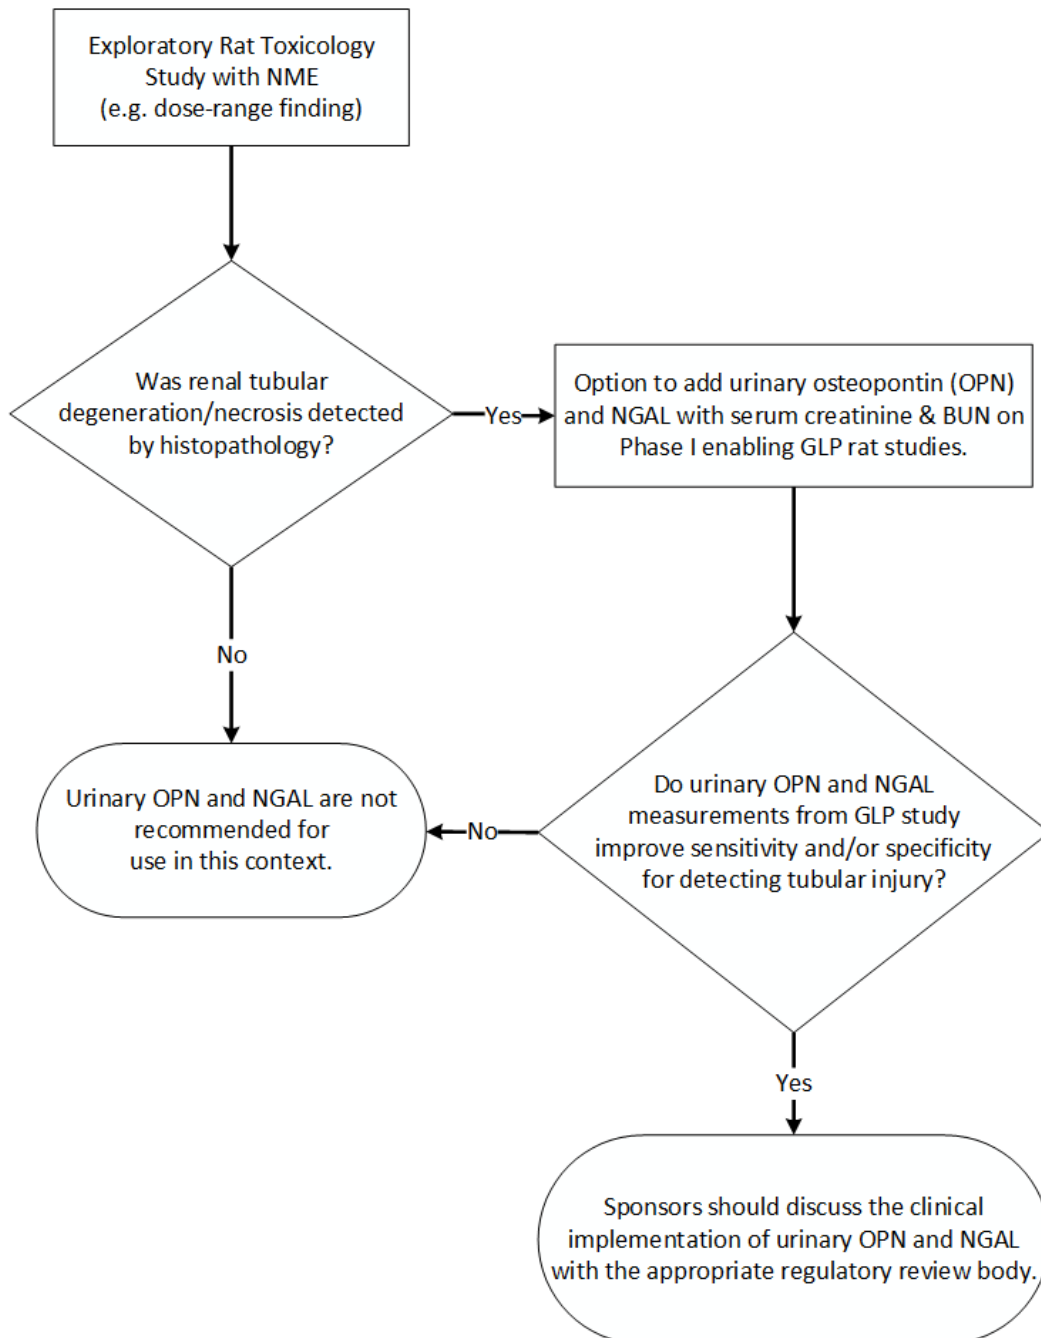 Exploratory Rat Toxicology
Study with NME
(e.g. dose-range finding)
Was renal tubular
degeneration/necrosis detected
by histopathology?
Yes
Option to add urinary osteopontin (OPN)
and NGAL with serum creatinine & BUN on
Phase I enabling GLP rat studies.
No
Urinary OPN and NGAL are not
recommended for
use in this context.
No
Do urinary OPN and NGAL
measurements from GLP study
improve sensitivity and/or specificity
for detecting tubular injury?
Yes
Sponsors should discuss the clinical
implementation of urinary OPN and NGAL
with the appropriate regulatory review body.